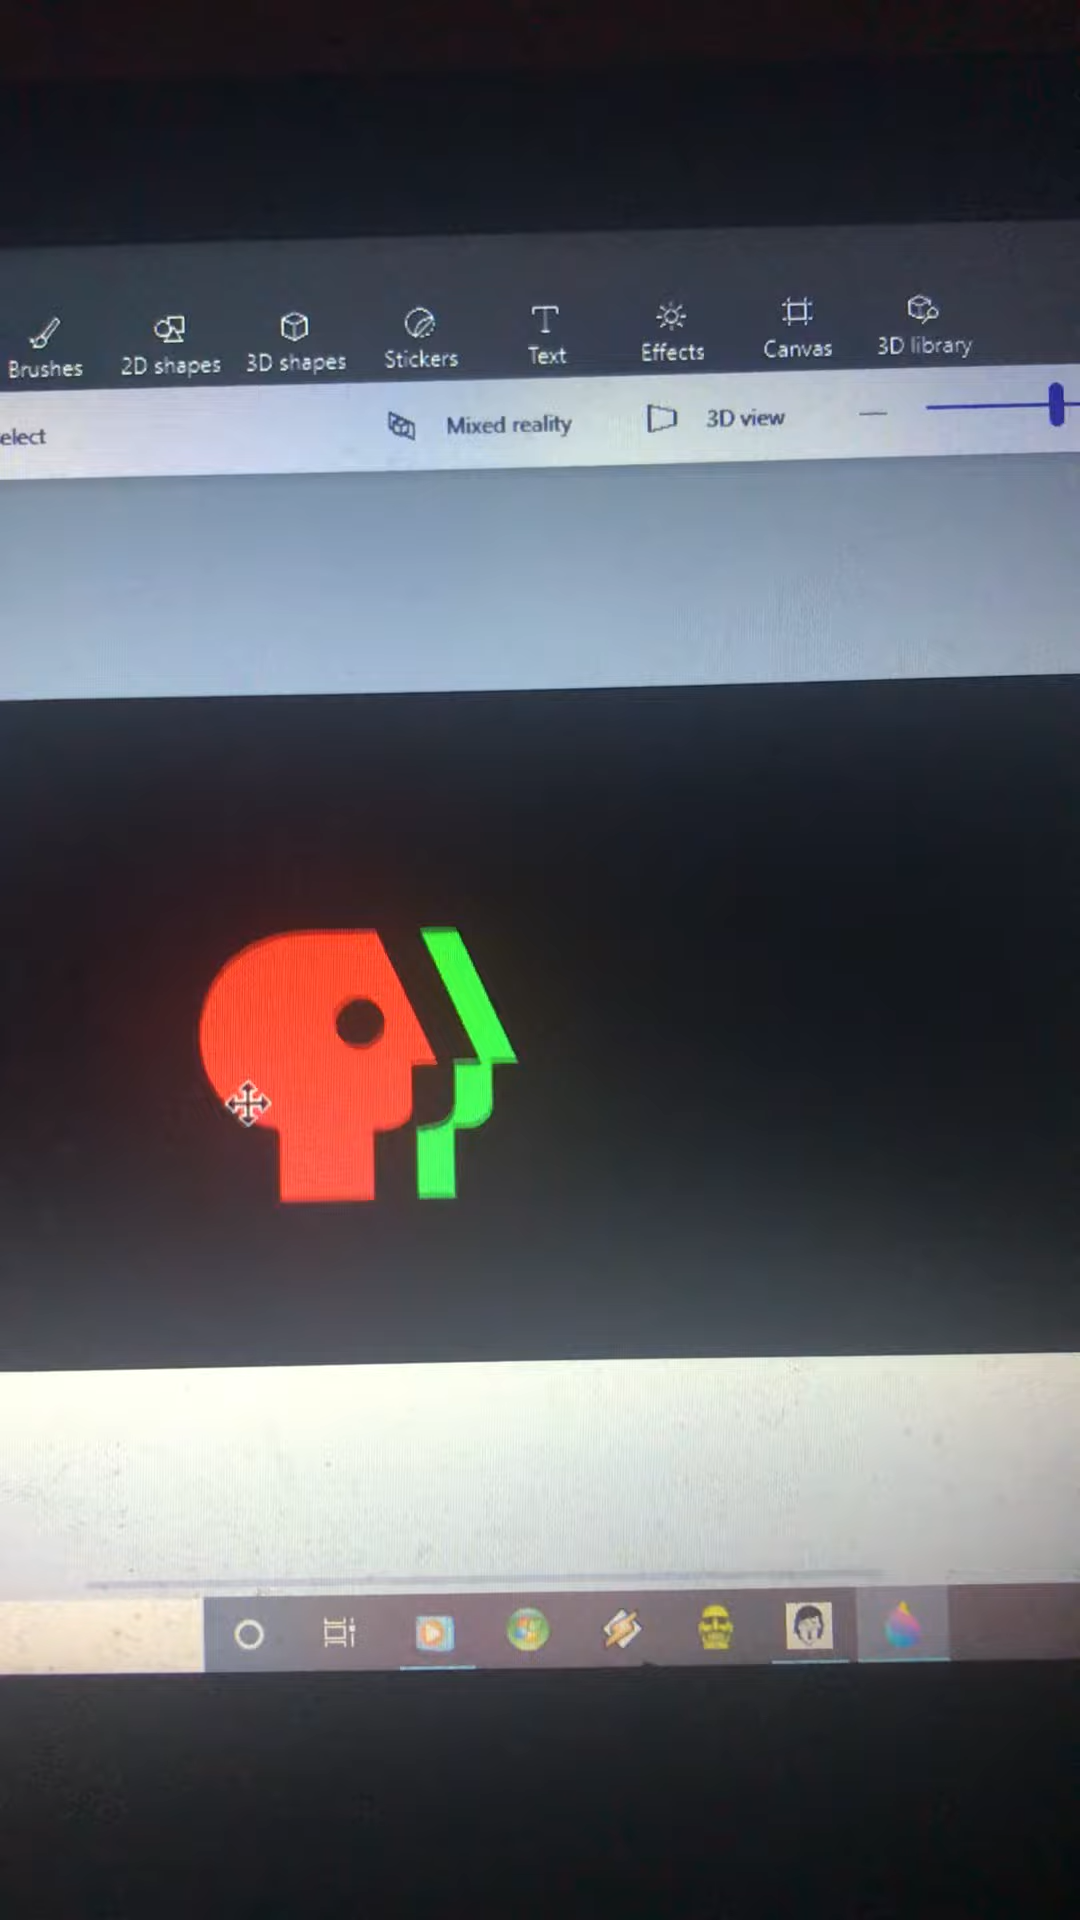 Brushes 2D shapes 3D shapes Stickers Text Effects Canvas 3D library
elect Mixed reality 3D view